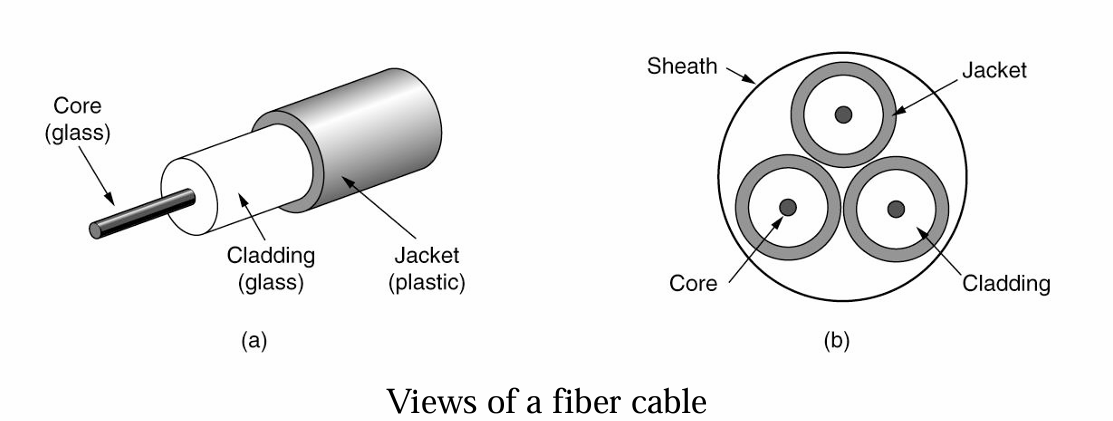 Core
(glass)
Cladding
(glass)
Jacket
(plastic)
(a)
Sheath
Jacket
Core
Cladding
(b)
Views of a fiber cable